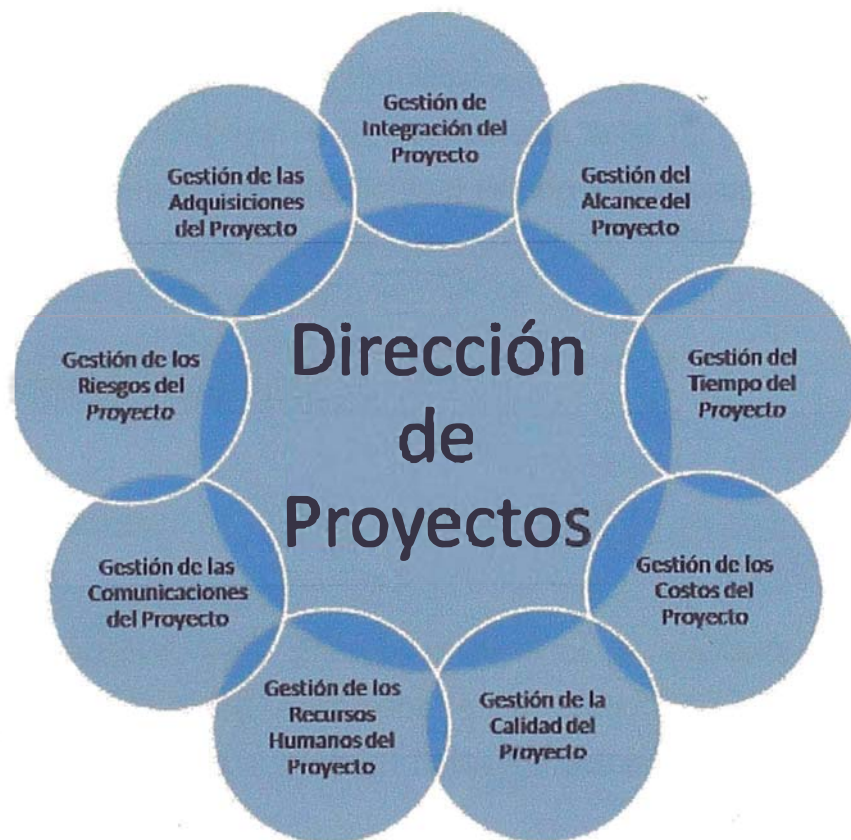 Gestión de
Integración del
Proyecto
Gestión del
Alcance del
Proyecto
Gestión del
Tiempo del
Proyecto
Gestión de los
Costos del
Proyecto
Gestión de la
Calidad del
Proyecto
Gestión de los
Recursos
Humanos del
Proyecto
Gestión de las
Comunicaciones
del Proyecto
Gestión de los
Riesgos del
Proyecto
Gestión de las
Adquisiciones
del Proyecto
Dirección
de
Proyectos